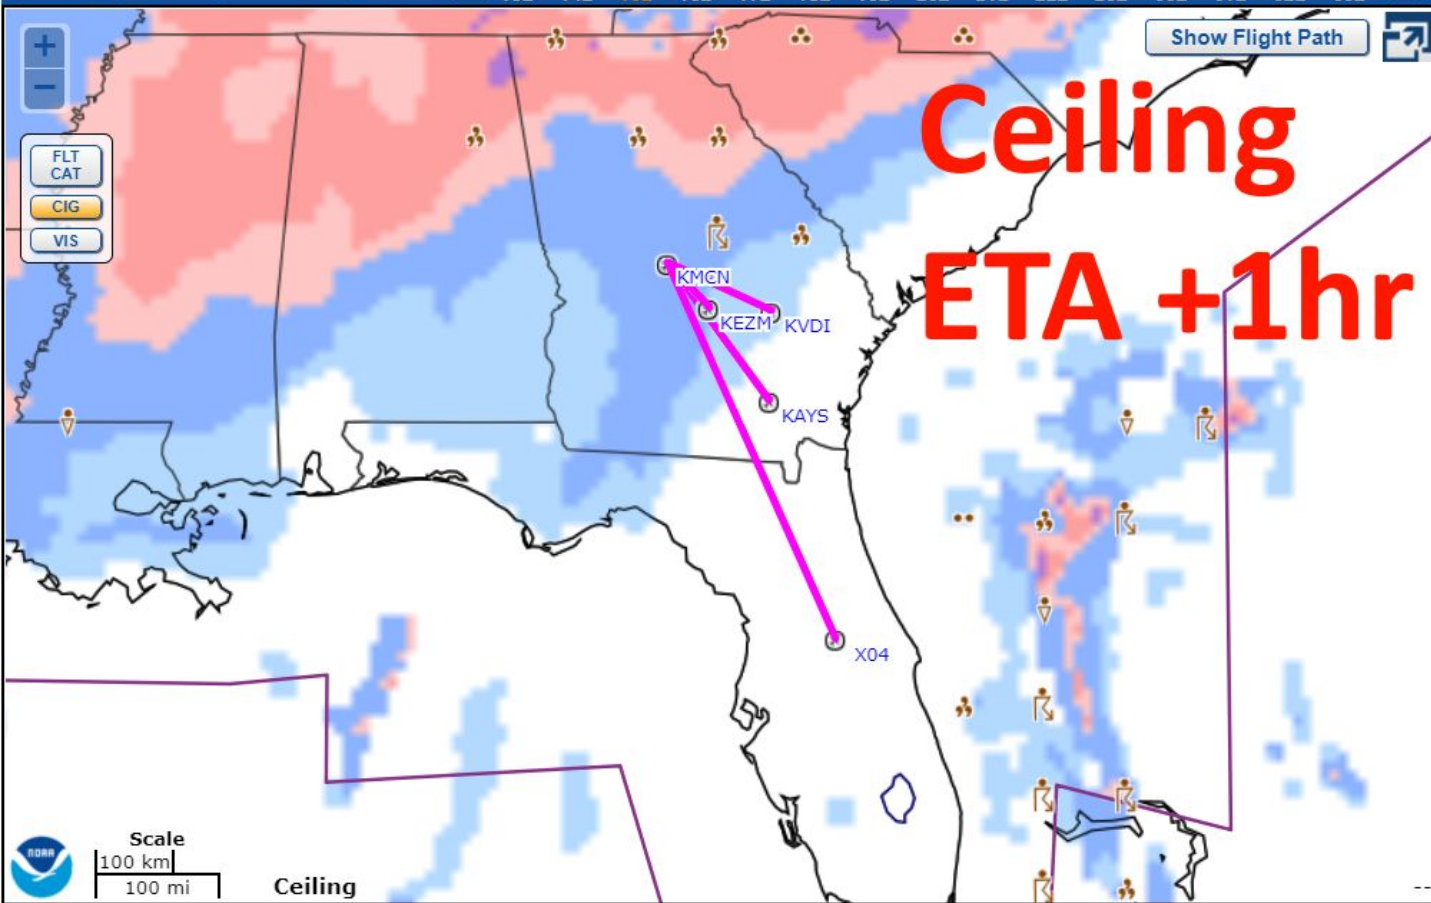 +
Show Flight Path
−
Ceiling
FLT
CAT
CIG
VIS
ETA +1hr
KMCN
KEZM
KVDI
KAYS
X04
NOAA
Scale
100 km
100 mi
Ceiling
--